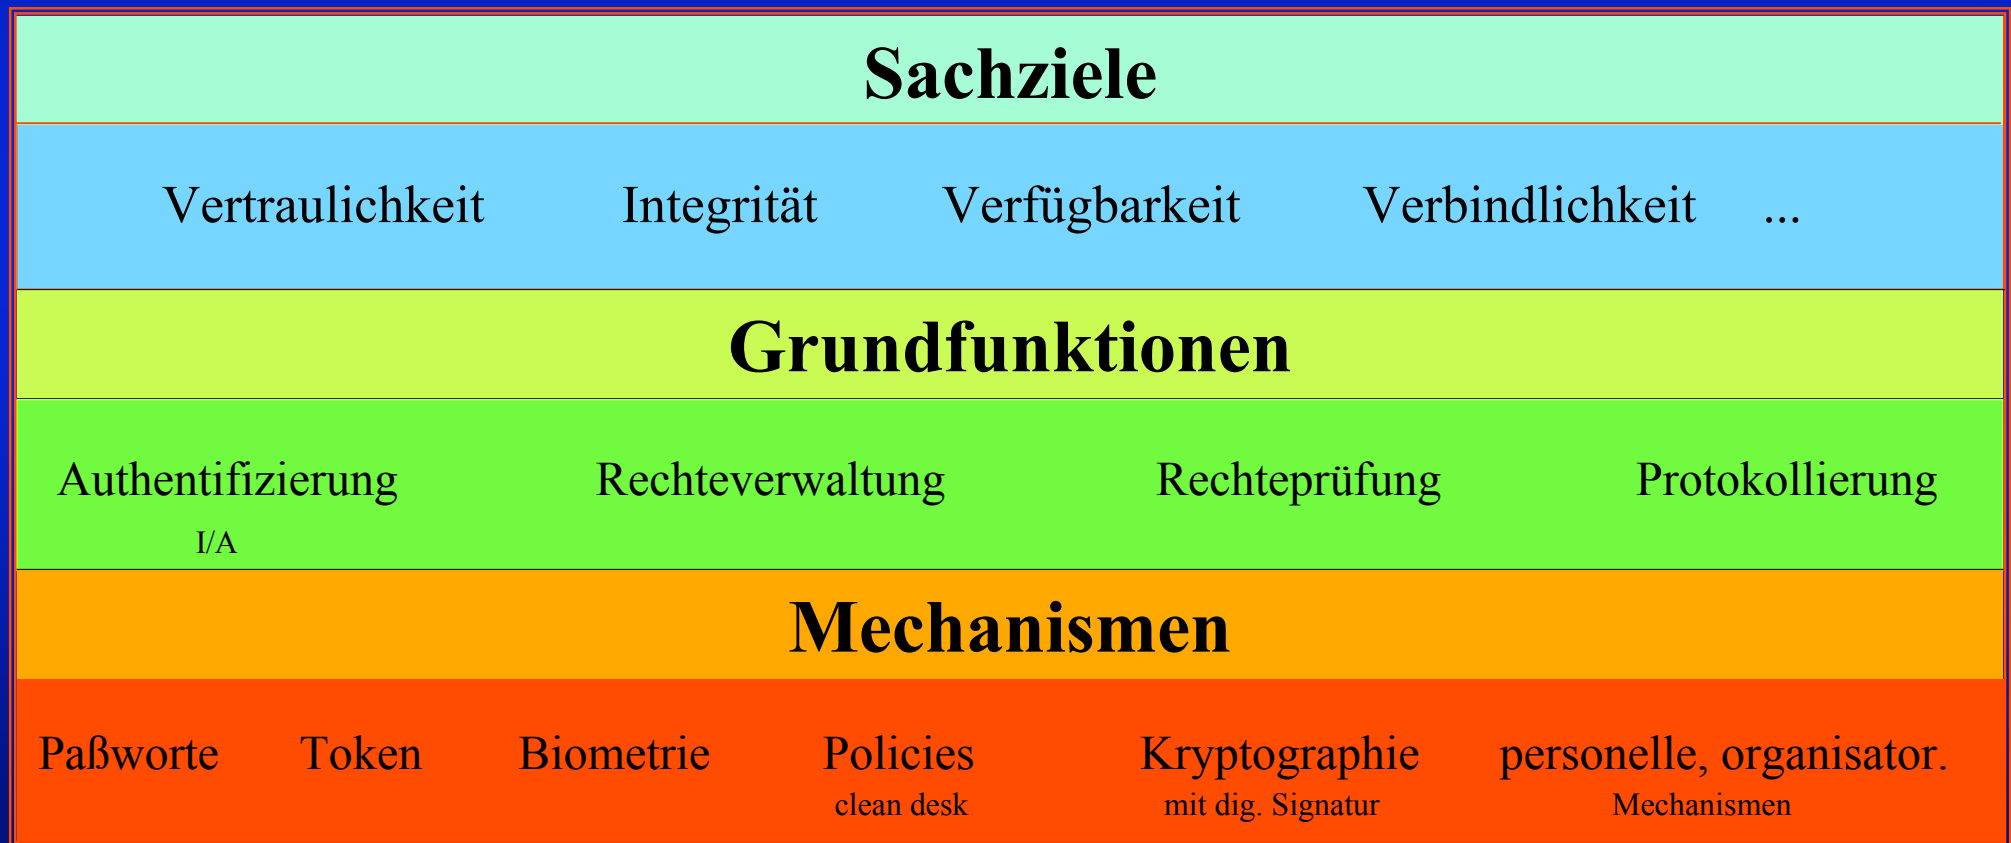 Sachziele
Vertraulichkeit Integrität Verfügbarkeit Verbindlichkeit ...
Grundfunktionen
Authentifizierung Rechteverwaltung Rechteprüfung Protokollierung
I/A
Mechanismen
Paßworte Token Biometrie Policies Kryptographie personelle, organisator.
clean desk mit dig. Signatur Mechanismen